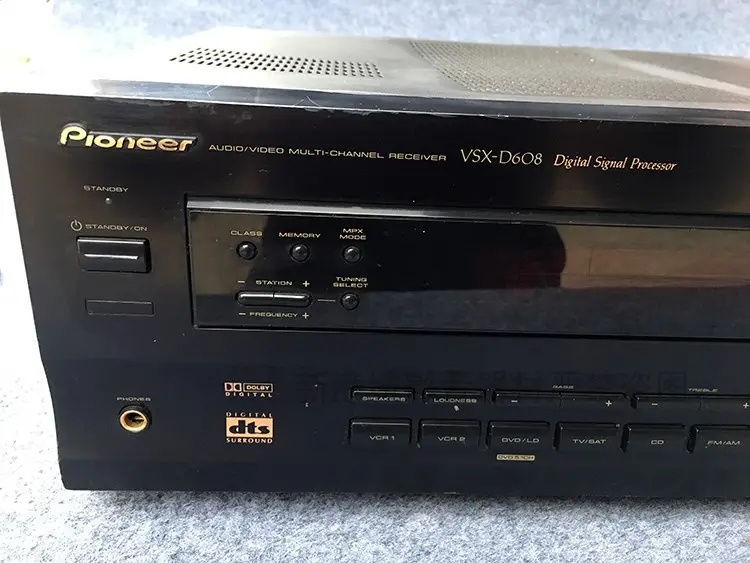 Pioneer
AUDIO/VIDEO MULTI-CHANNEL RECEIVER VSX-D608 Digital Signal Processor
STANDBY
STANDBY/ON
CLASS MEMORY MPX MODE
− STATION + TUNING SELECT
− FREQUENCY +
PHONES
DOLBY
DIGITAL
DIGITAL
dts
SURROUND
SPEAKERS LOUDNESS − BASS + − TREBLE +
VCR 1 VCR 2 DVD/LD TV/SAT CD FM/AM
DVD 5.1CH